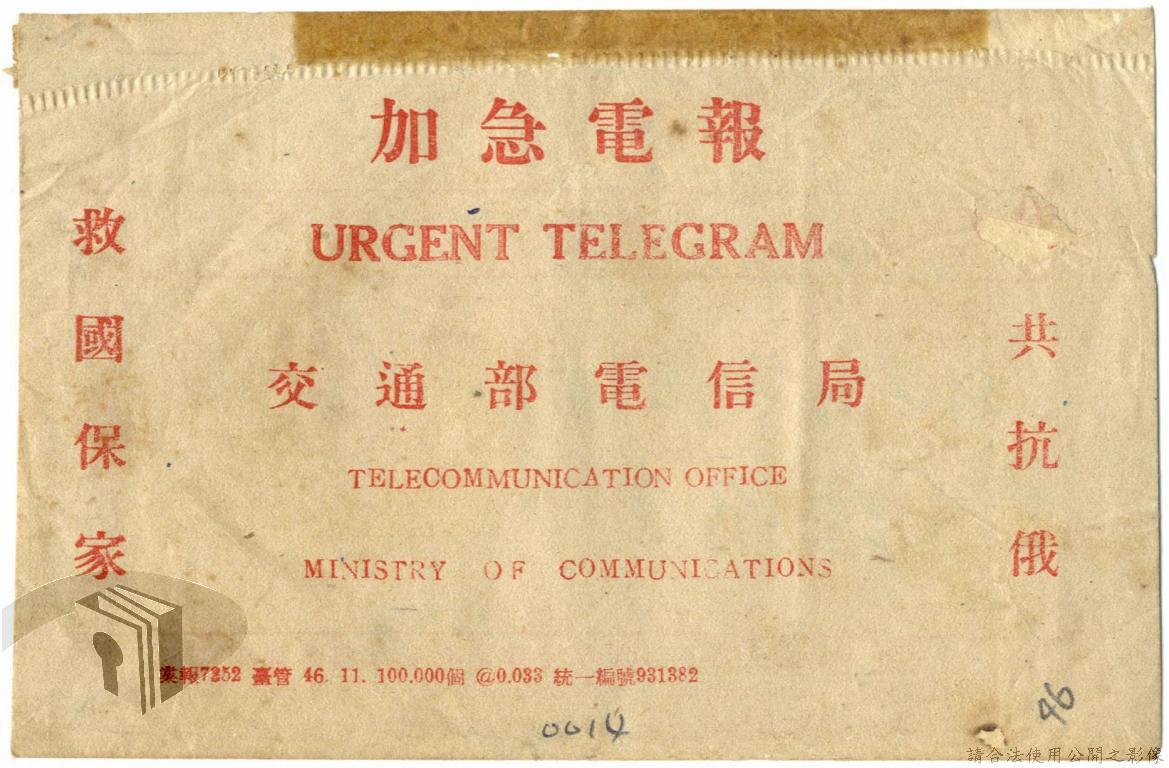 加急電報
URGENT TELEGRAM
共抗俄
救國保家
交通部電信局
TELECOMMUNICATION OFFICE
MINISTRY OF COMMUNICATIONS
業報7252 臺管 46. 11. 100.000個 @0.033 統一編號931382
0014
46
請合法使用公開之影像